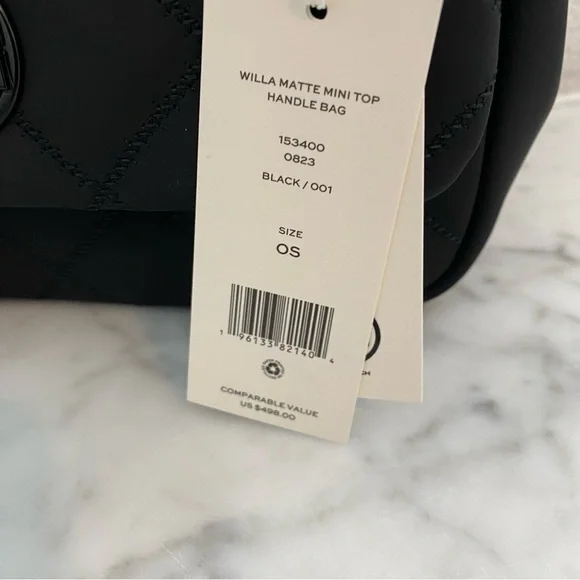 WILLA MATTE MINI TOP
HANDLE BAG
153400
0823
BLACK / 001
SIZE
OS
1 96133 82140 4
COMPARABLE VALUE
US $498.00